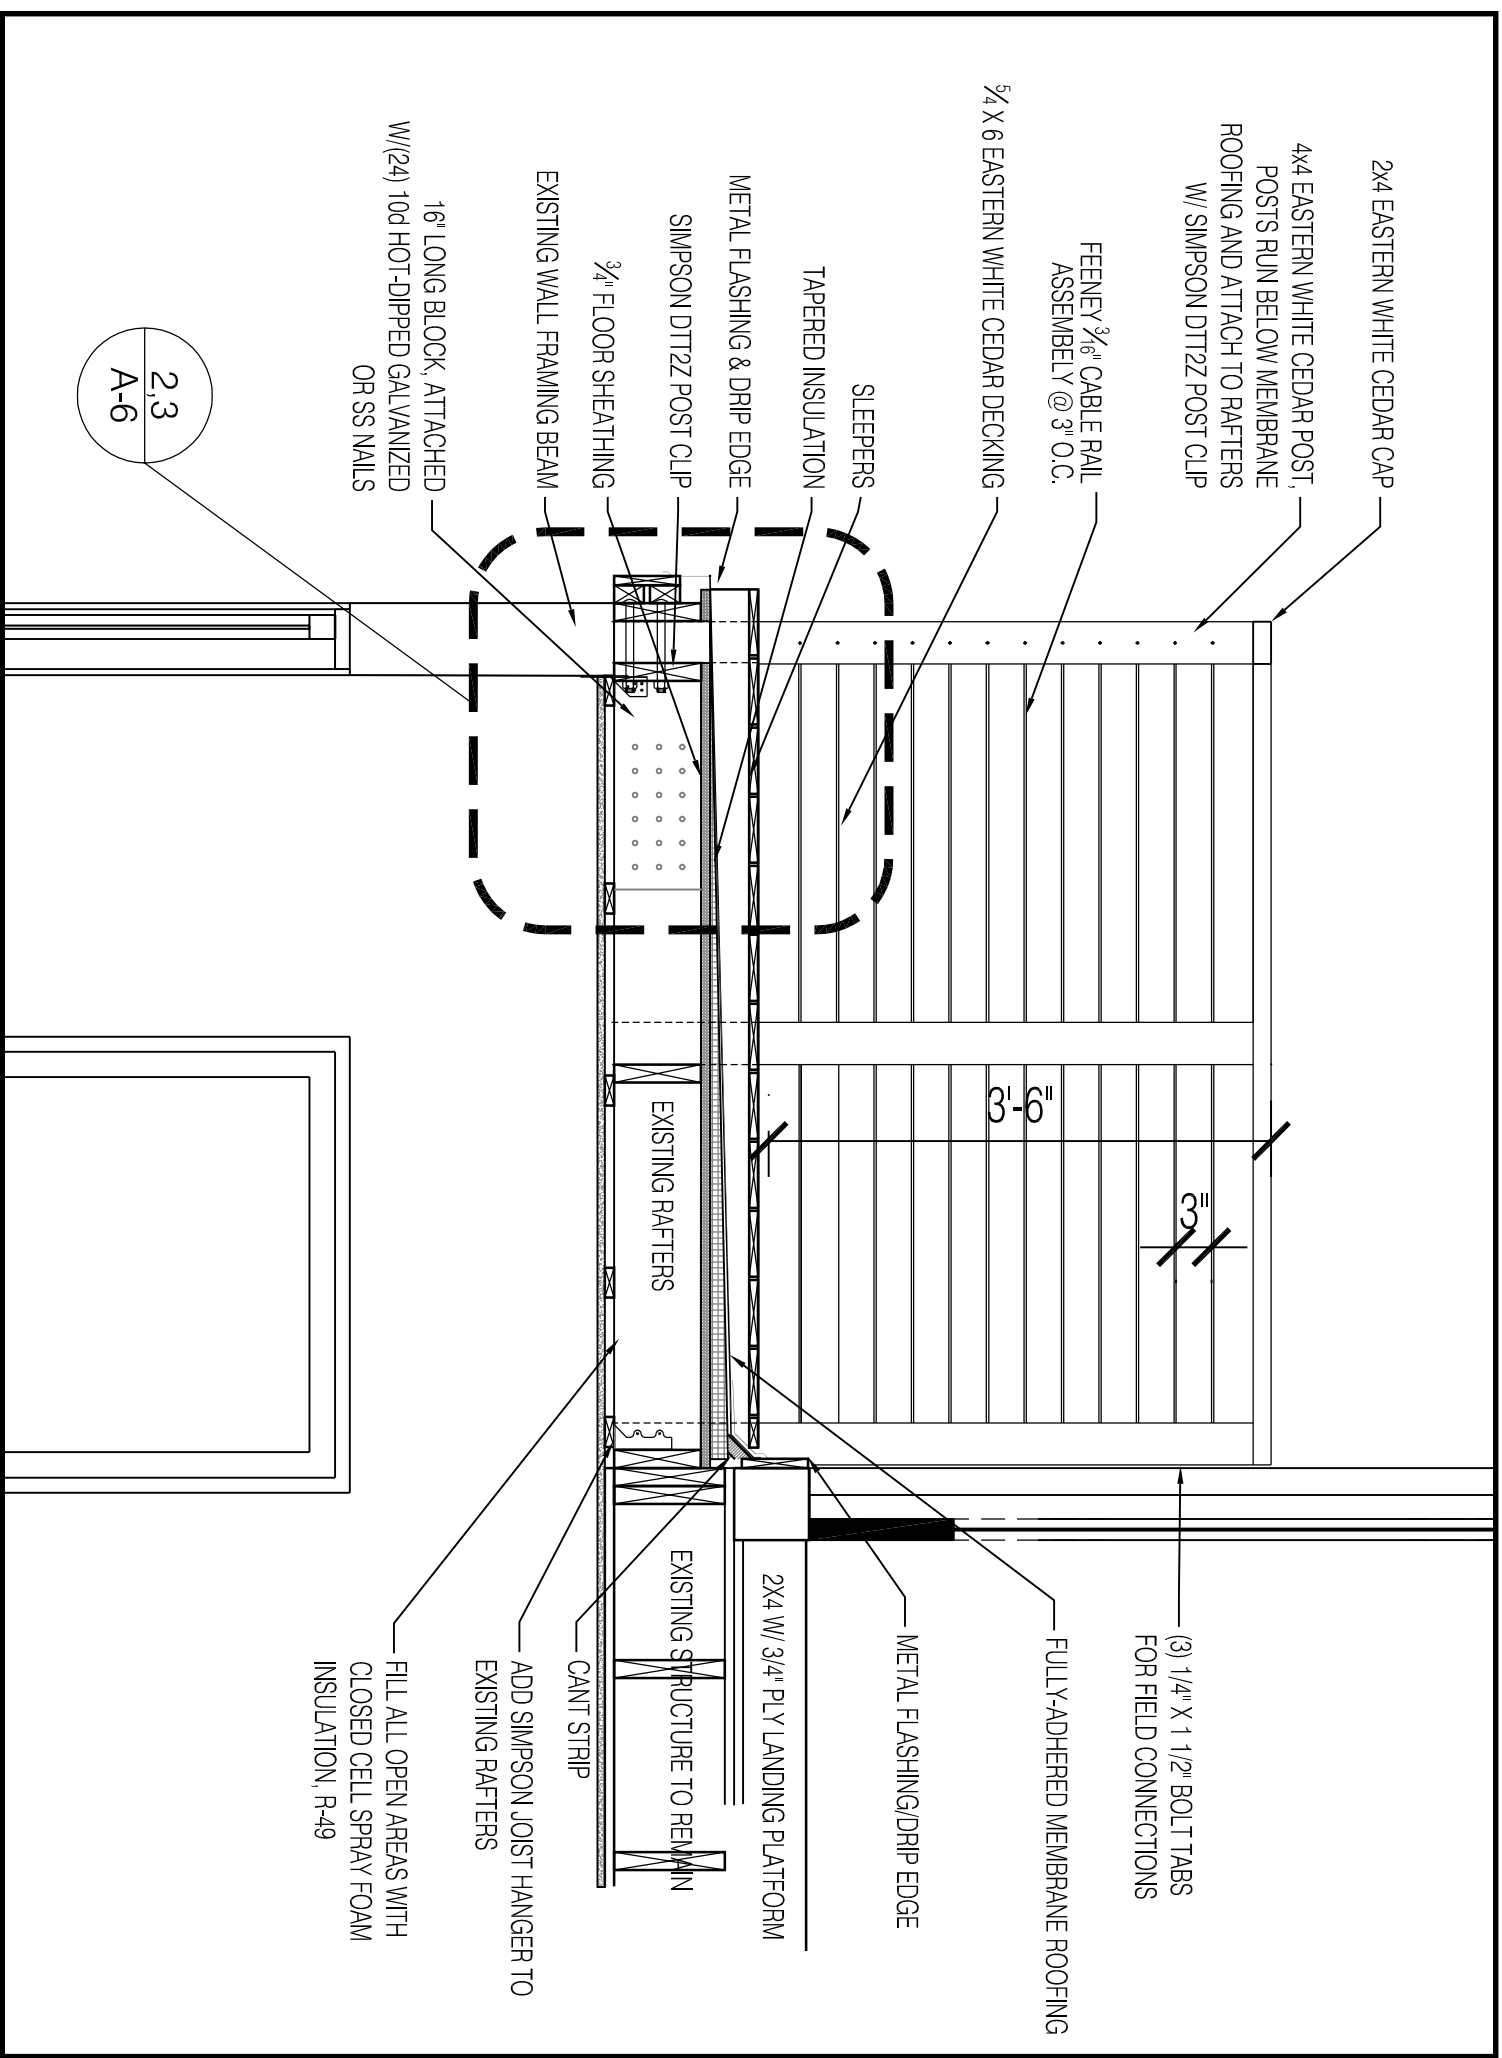 2x4 EASTERN WHITE CEDAR CAP
4x4 EASTERN WHITE CEDAR POST,
POSTS RUN BELOW MEMBRANE
ROOFING AND ATTACH TO RAFTERS
W/ SIMPSON DTT2Z POST CLIP
FEENEY 3/16" CABLE RAIL
ASSEMBELY @ 3" O.C.
5/4 X 6 EASTERN WHITE CEDAR DECKING
SLEEPERS
TAPERED INSULATION
METAL FLASHING & DRIP EDGE
SIMPSON DTT2Z POST CLIP
3/4" FLOOR SHEATHING
EXISTING WALL FRAMING BEAM
16" LONG BLOCK, ATTACHED
W/(24) 10d HOT-DIPPED GALVANIZED
OR SS NAILS
2,3
A-6
3'-6"
3"
EXISTING RAFTERS
(3) 1/4" X 1 1/2" BOLT TABS
FOR FIELD CONNECTIONS
FULLY-ADHERED MEMBRANE ROOFING
METAL FLASHING/DRIP EDGE
2X4 W/ 3/4" PLY LANDING PLATFORM
EXISTING STRUCTURE TO REMAIN
CANT STRIP
ADD SIMPSON JOIST HANGER TO
EXISTING RAFTERS
FILL ALL OPEN AREAS WITH
CLOSED CELL SPRAY FOAM
INSULATION, R-49